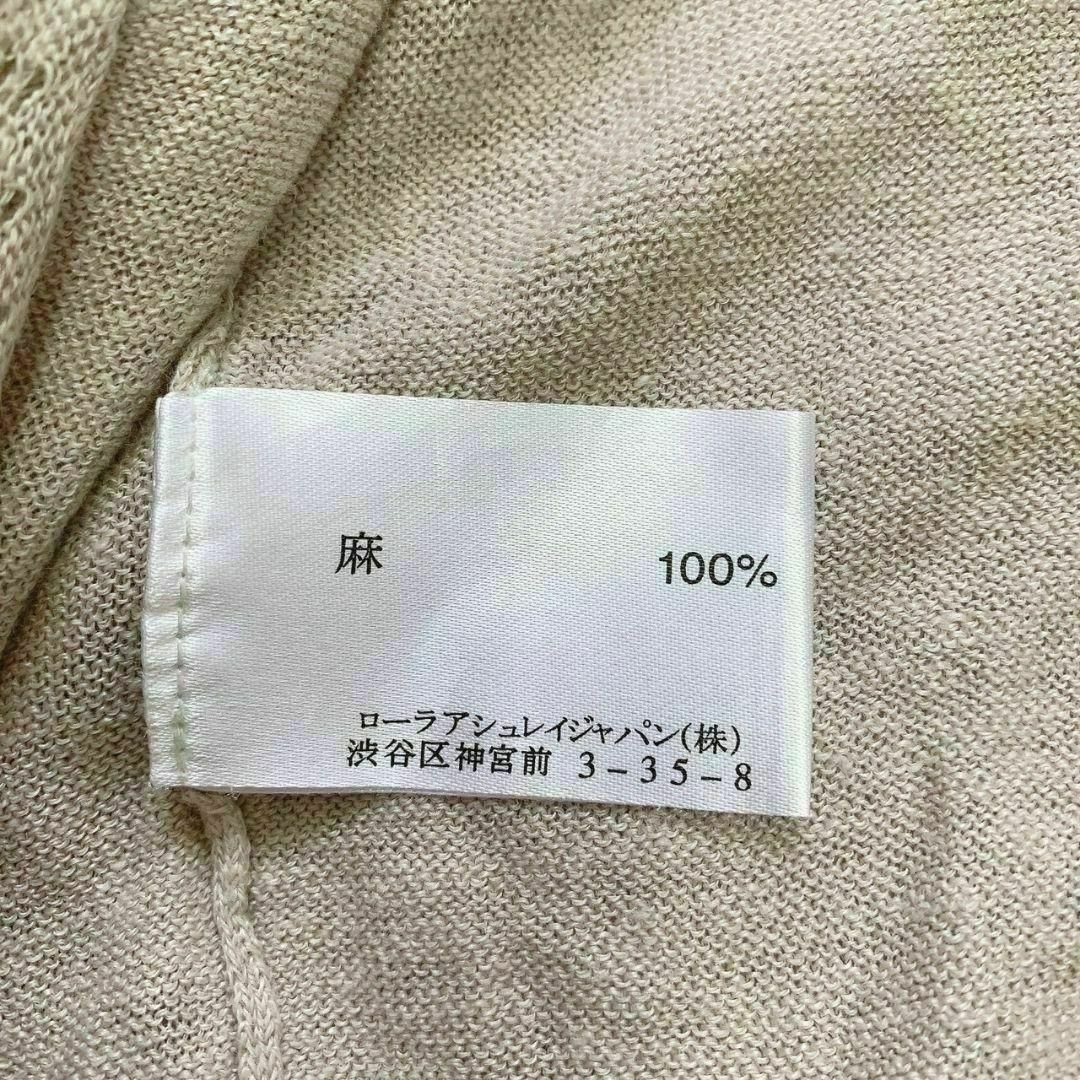 麻 100%
ローラアシュレイジャパン(株)
渋谷区神宮前 3-35-8